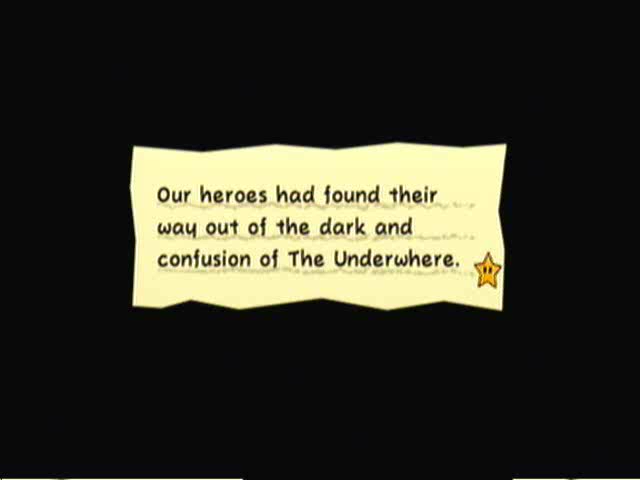 Our heroes had found their
way out of the dark and
confusion of The Underwhere.